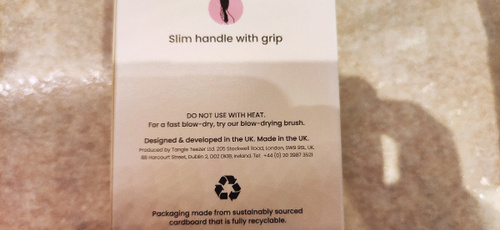 Slim handle with grip
DO NOT USE WITH HEAT.
For a fast blow-dry, try our blow-drying brush.
Designed & developed in the UK. Made in the UK.
Produced by Tangle Teezer Ltd. 205 Stockwell Road, London, SW9 9SL, UK.
88 Harcourt Street, Dublin 2, D02 DK18, Ireland. Tel: +44 (0) 20 3987 3621
Packaging made from sustainably sourced
cardboard that is fully recyclable.